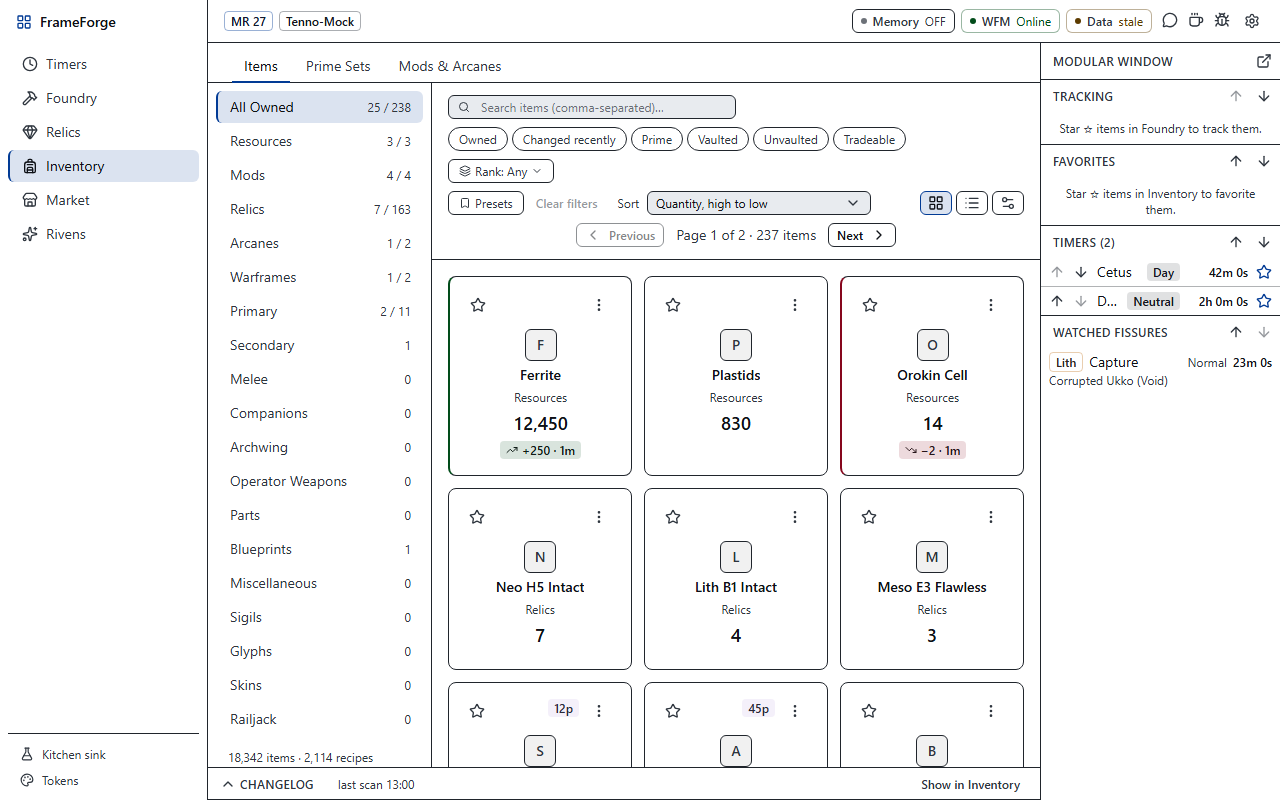 FrameForge
Timers
Foundry
Relics
Inventory
Market
Rivens
Kitchen sink
Tokens
MR 27
Tenno-Mock
Memory OFF
WFM Online
Data stale
Items
Prime Sets
Mods & Arcanes
All Owned 25 / 238
Resources 3 / 3
Mods 4 / 4
Relics 7 / 163
Arcanes 1 / 2
Warframes 1 / 2
Primary 2 / 11
Secondary 1
Melee 0
Companions 0
Archwing 0
Operator Weapons 0
Parts 0
Blueprints 1
Miscellaneous 0
Sigils 0
Glyphs 0
Skins 0
Railjack 0
18,342 items · 2,114 recipes
Search items (comma-separated)...
Owned
Changed recently
Prime
Vaulted
Unvaulted
Tradeable
Rank: Any
Presets
Clear filters
Sort
Quantity, high to low
Previous
Page 1 of 2 · 237 items
Next
F
Ferrite
Resources
12,450
+250 · 1m
P
Plastids
Resources
830
O
Orokin Cell
Resources
14
−2 · 1m
N
Neo H5 Intact
Relics
7
L
Lith B1 Intact
Relics
4
M
Meso E3 Flawless
Relics
3
12p
S
45p
A
B
CHANGELOG
last scan 13:00
Show in Inventory
MODULAR WINDOW
TRACKING
Star ☆ items in Foundry to track them.
FAVORITES
Star ☆ items in Inventory to favorite
them.
TIMERS (2)
Cetus Day 42m 0s
D... Neutral 2h 0m 0s
WATCHED FISSURES
Lith Capture Normal 23m 0s
Corrupted Ukko (Void)